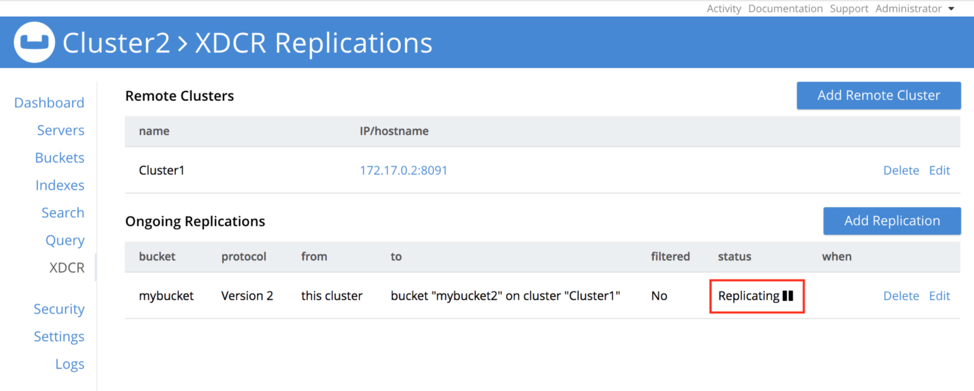 Activity Documentation Support Administrator
Cluster2 > XDCR Replications
Dashboard
Servers
Buckets
Indexes
Search
Query
XDCR
Security
Settings
Logs
Remote Clusters
Add Remote Cluster
name IP/hostname
Cluster1 172.17.0.2:8091 Delete Edit
Ongoing Replications
Add Replication
bucket protocol from to filtered status when
mybucket Version 2 this cluster bucket "mybucket2" on cluster "Cluster1" No Replicating Delete Edit